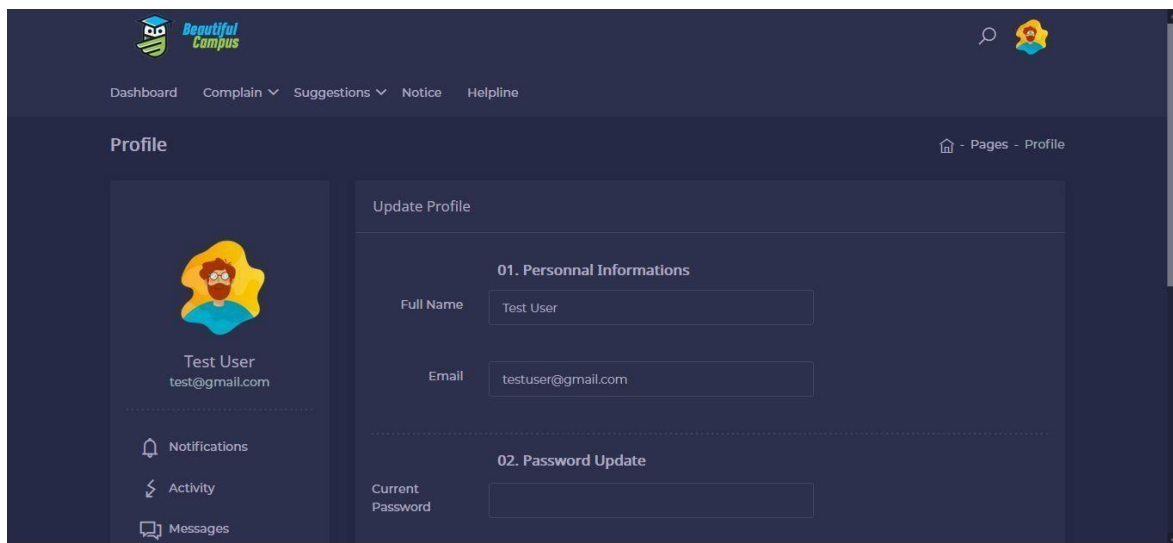 Beautiful
Campus
Dashboard Complain Suggestions Notice Helpline
Profile
- Pages - Profile
Test User
test@gmail.com
Notifications
Activity
Messages
Update Profile
01. Personnal Informations
Full Name Test User
Email testuser@gmail.com
02. Password Update
Current
Password